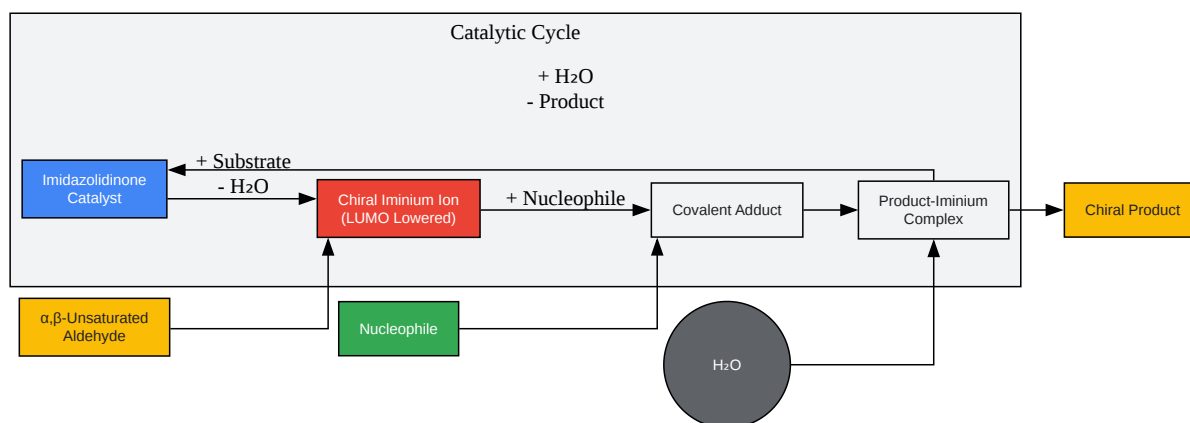 Catalytic Cycle
+ H₂O
- Product
+ Substrate
- H₂O
Imidazolidinone
Catalyst
Chiral Iminium Ion
(LUMO Lowered)
+ Nucleophile
Covalent Adduct
Product-Iminium
Complex
Chiral Product
α,β-Unsaturated
Aldehyde
Nucleophile
H₂O